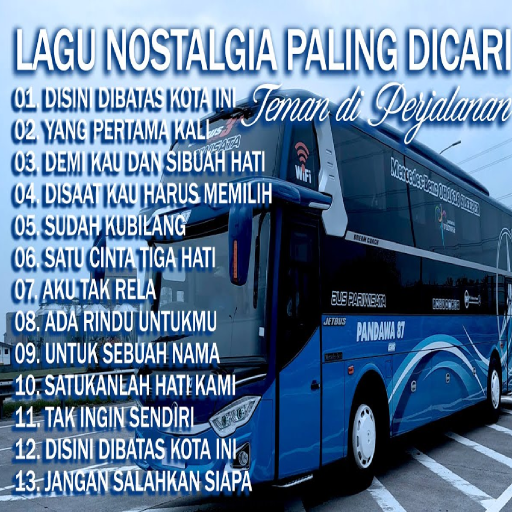 LAGU NOSTALGIA PALING DICARI
Teman di Perjalanan
01. DISINI DIBATAS KOTA INI
02. YANG PERTAMA KALI
03. DEMI KAU DAN SIBUAH HATI
04. DISAAT KAU HARUS MEMILIH
05. SUDAH KUBILANG
06. SATU CINTA TIGA HATI
07. AKU TAK RELA
08. ADA RINDU UNTUKMU
09. UNTUK SEBUAH NAMA
10. SATUKANLAH HATI KAMI
11. TAK INGIN SENDIRI
12. DISINI DIBATAS KOTA INI
13. JANGAN SALAHKAN SIAPA
WiFi
Mercedes-Benz
BUS PARIWISATA
JETBUS
PANDAWA 87